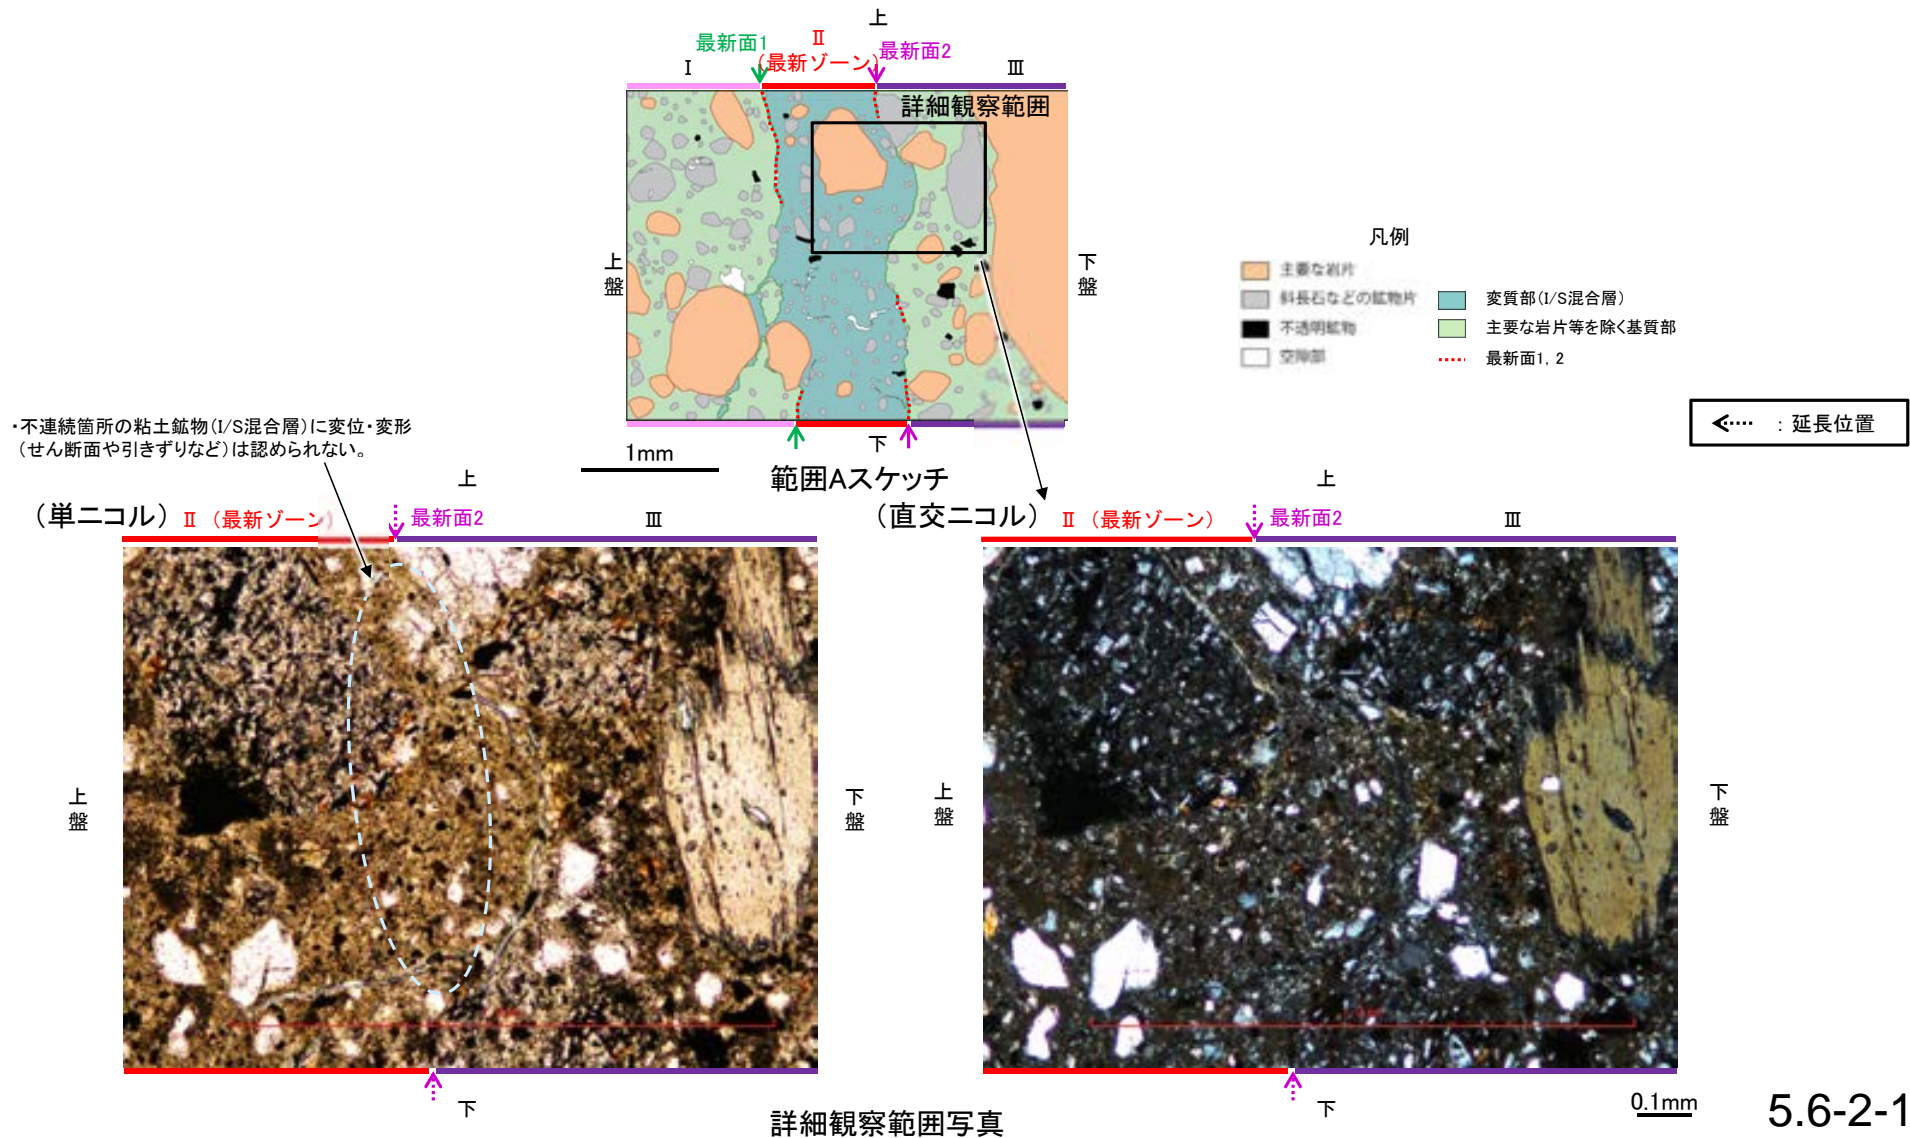 上
最新面1
Ⅱ
(最新ゾーン)
最新面2
Ⅰ
Ⅲ
詳細観察範囲
上盤
下盤
凡例
主要な岩片
斜長石などの鉱物片
不透明鉱物
空隙部
変質部(I/S混合層)
主要な岩片等を除く基質部
最新面1, 2
：延長位置
・不連続箇所の粘土鉱物(I/S混合層)に変位・変形
(せん断面や引きずりなど)は認められない。
1mm
下
範囲Aスケッチ
(単ニコル)
Ⅱ (最新ゾーン)
上
最新面2
Ⅲ
(直交ニコル)
Ⅱ (最新ゾーン)
上
最新面2
Ⅲ
上盤
下盤
上盤
下盤
下
下
詳細観察範囲写真
0.1mm
5.6-2-1